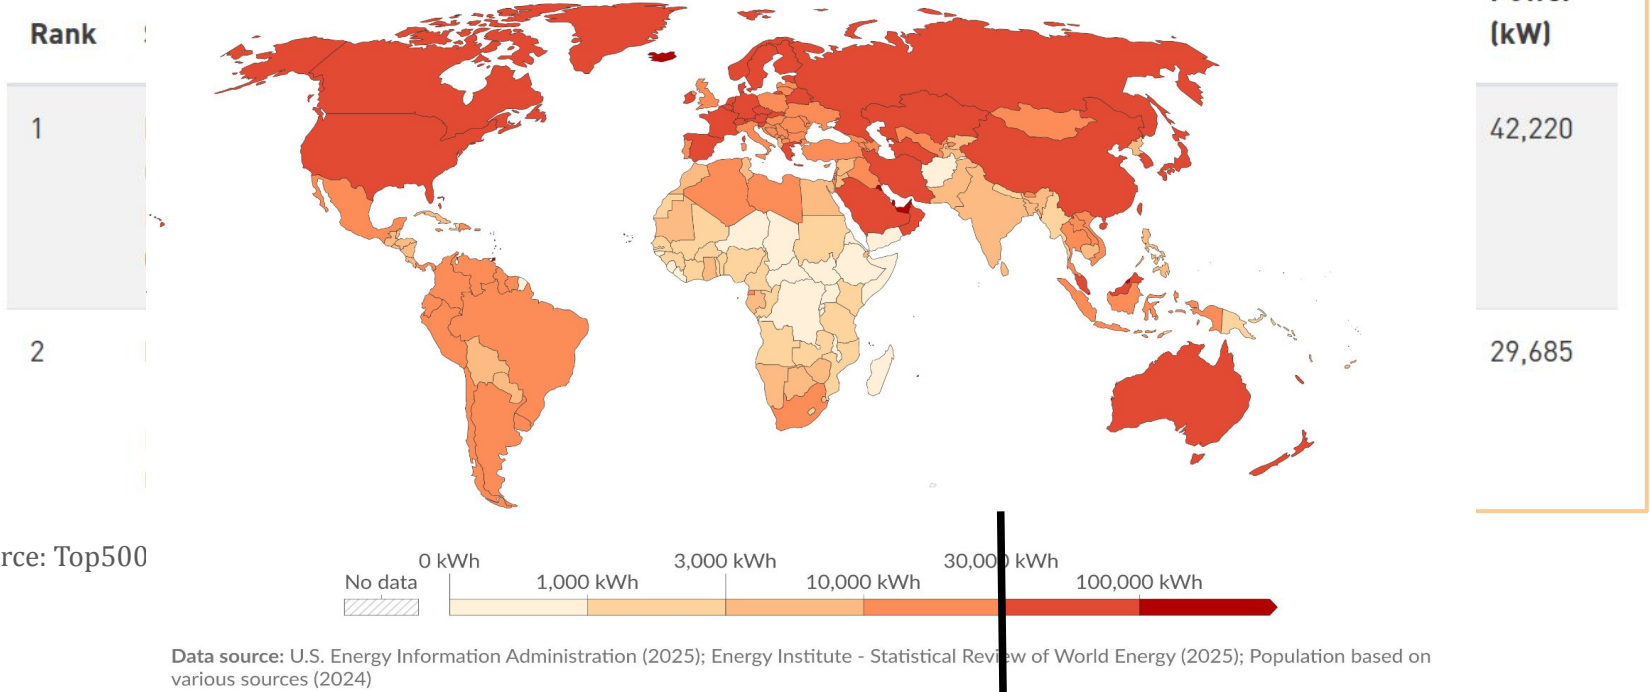 Rank
(kW)
1
42,220
2
29,685
rce: Top500
0 kWh
3,000 kWh
30,000 kWh
No data
1,000 kWh
10,000 kWh
100,000 kWh
Data source: U.S. Energy Information Administration (2025); Energy Institute - Statistical Review of World Energy (2025); Population based on
various sources (2024)